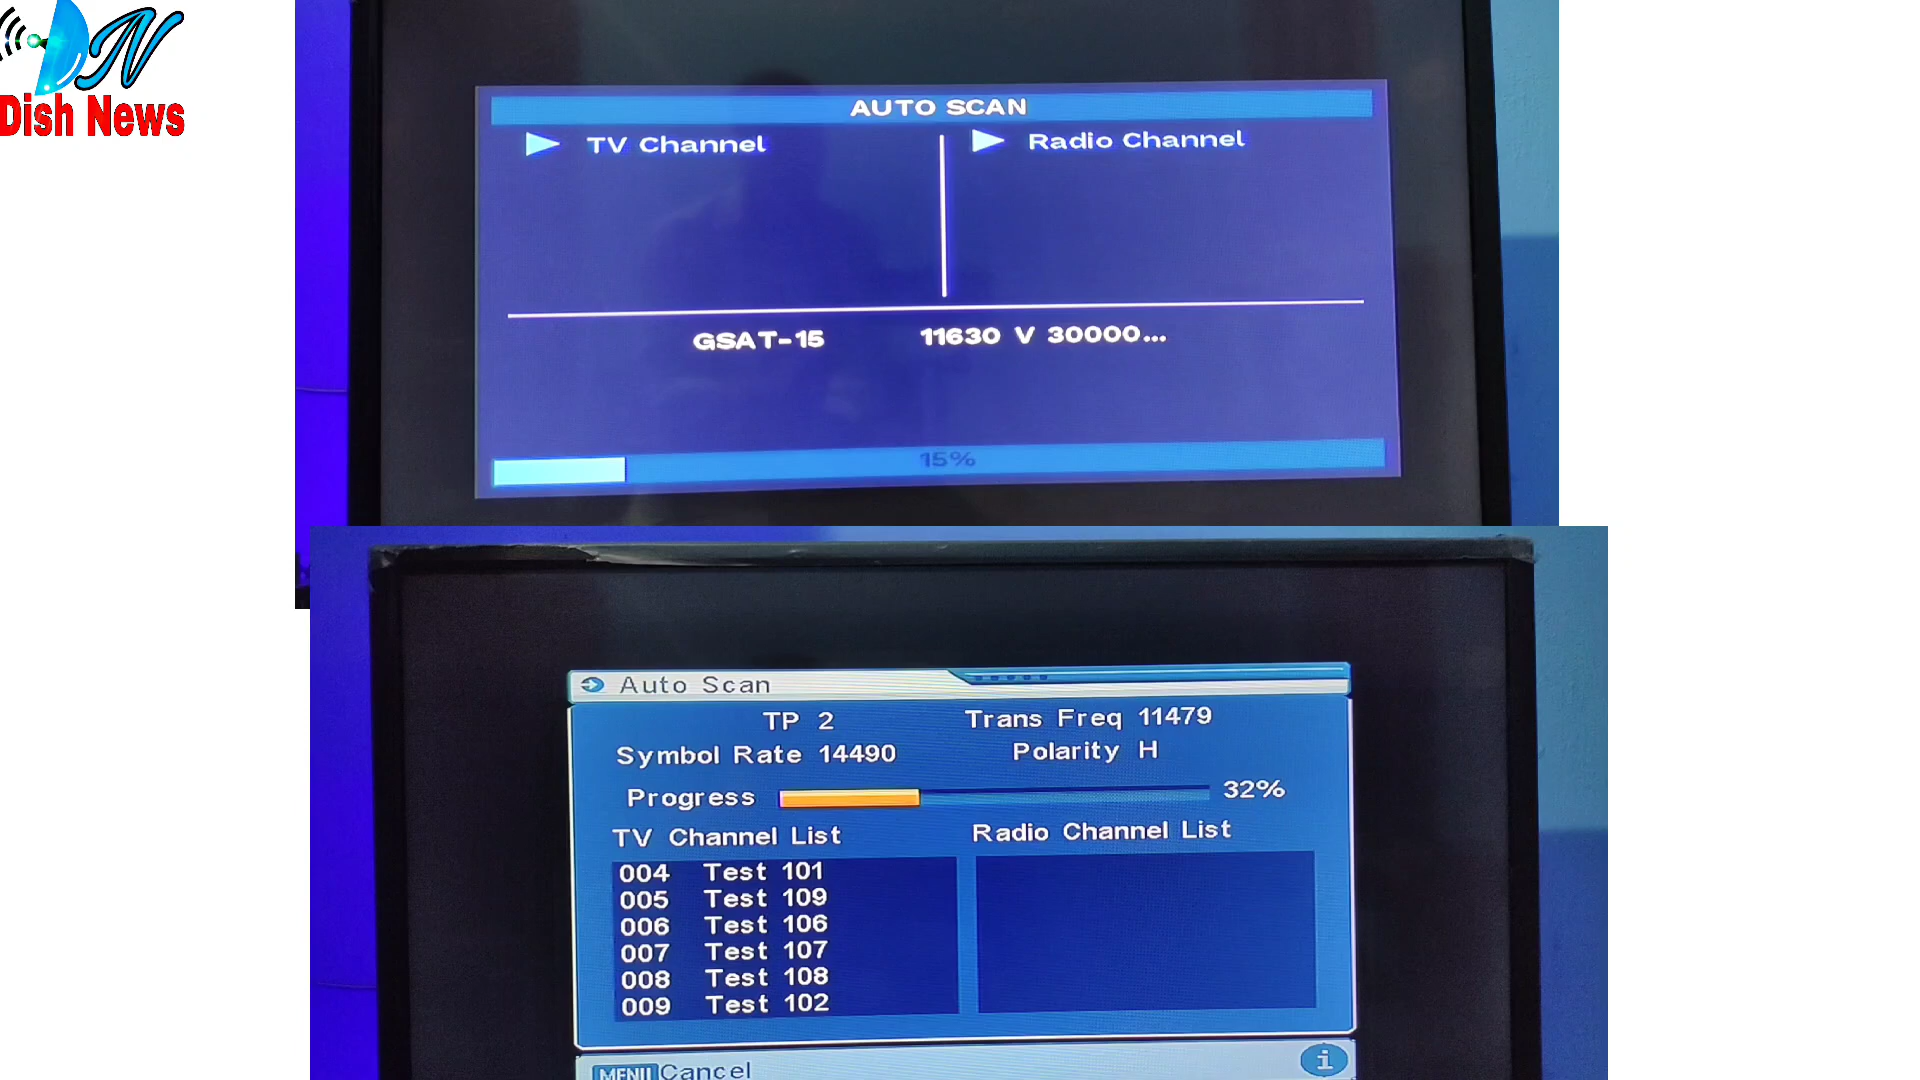 DN
Dish News
AUTO SCAN
TV Channel
Radio Channel
GSAT-15 11630 V 30000...
15%
Auto Scan
TP 2 Trans Freq 11479
Symbol Rate 14490 Polarity H
Progress 32%
TV Channel List
Radio Channel List
004 Test 101
005 Test 109
006 Test 106
007 Test 107
008 Test 108
009 Test 102
MENU Cancel
i